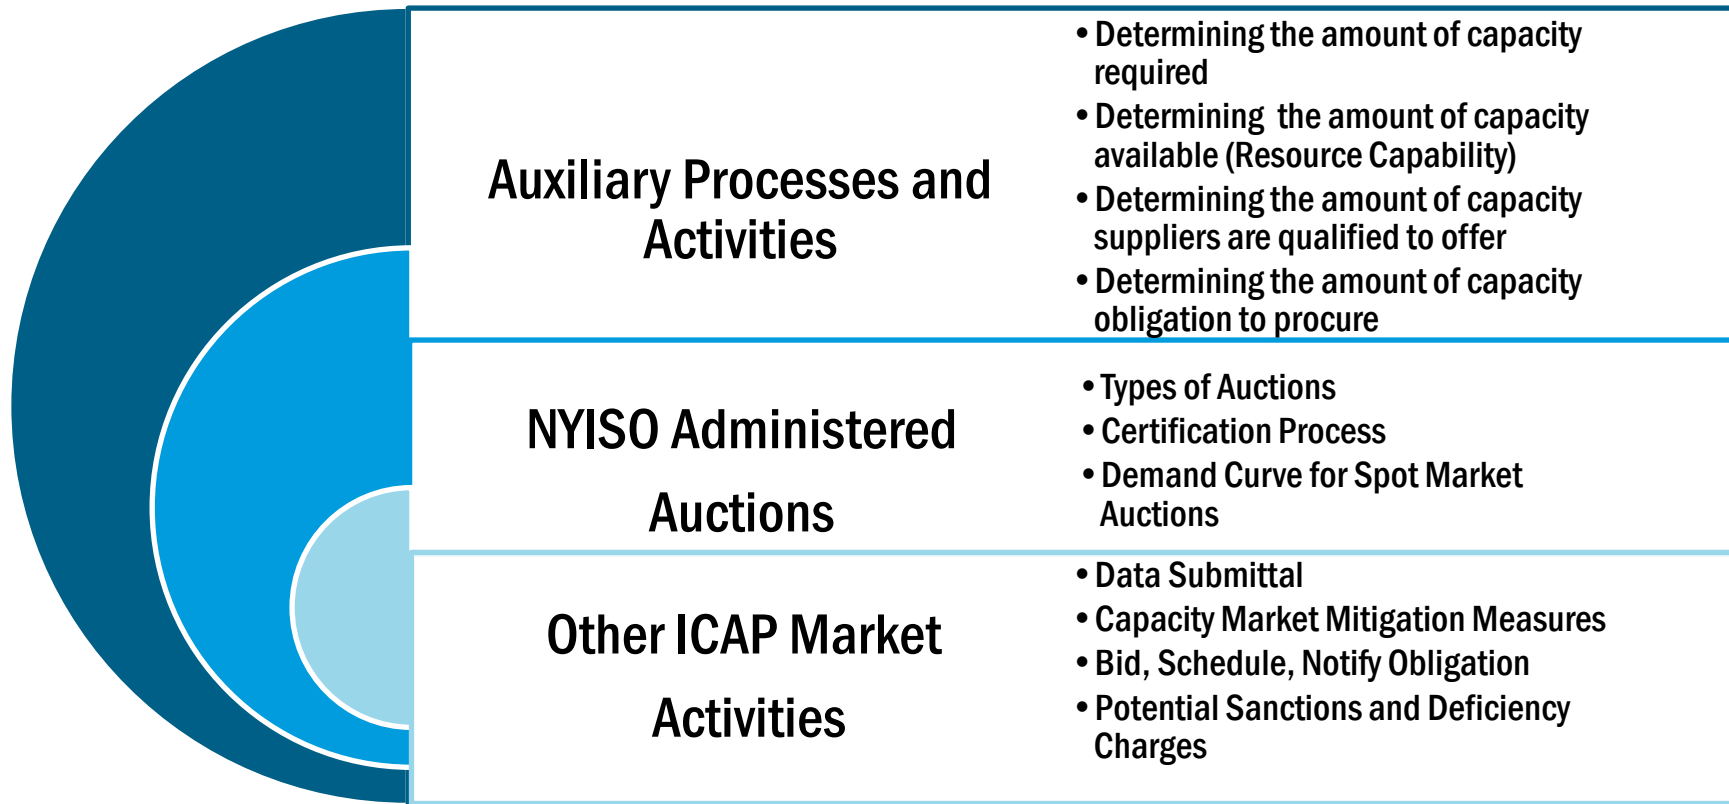 Auxiliary Processes and
Activities
• Determining the amount of capacity
required
• Determining the amount of capacity
available (Resource Capability)
• Determining the amount of capacity
suppliers are qualified to offer
• Determining the amount of capacity
obligation to procure
NYISO Administered
Auctions
• Types of Auctions
• Certification Process
• Demand Curve for Spot Market
Auctions
Other ICAP Market
Activities
• Data Submittal
• Capacity Market Mitigation Measures
• Bid, Schedule, Notify Obligation
• Potential Sanctions and Deficiency
Charges